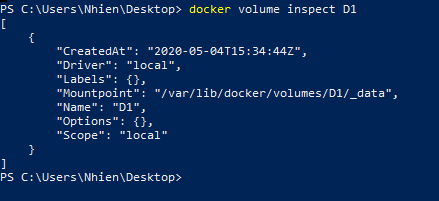 PS C:\Users\Nhien\Desktop> docker volume inspect D1
[
    {
        "CreatedAt": "2020-05-04T15:34:44Z",
        "Driver": "local",
        "Labels": {},
        "Mountpoint": "/var/lib/docker/volumes/D1/_data",
        "Name": "D1",
        "Options": {},
        "Scope": "local"
    }
]
PS C:\Users\Nhien\Desktop>